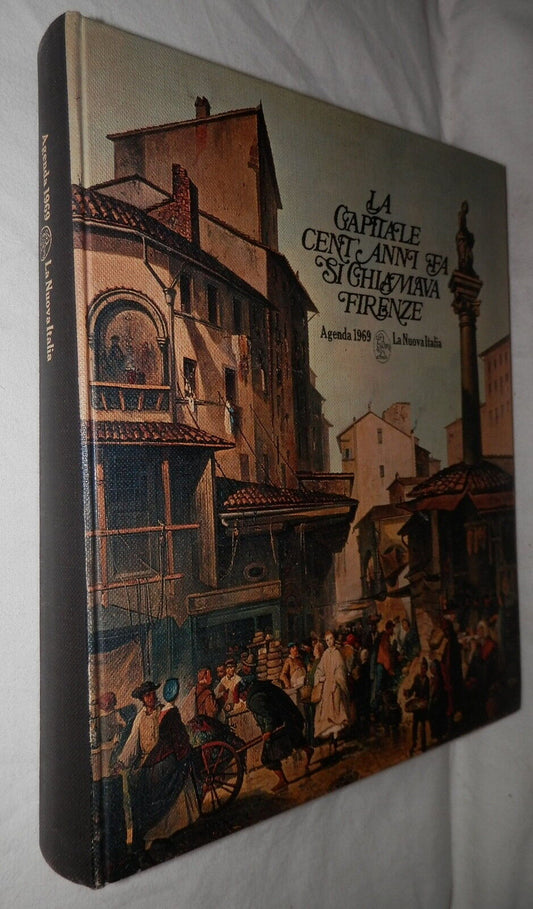 LA
CAPITALE
CENT'ANNI FA
SI CHIAMAVA
FIRENZE
Agenda 1969 La Nuova Italia
Agenda 1969 La Nuova Italia